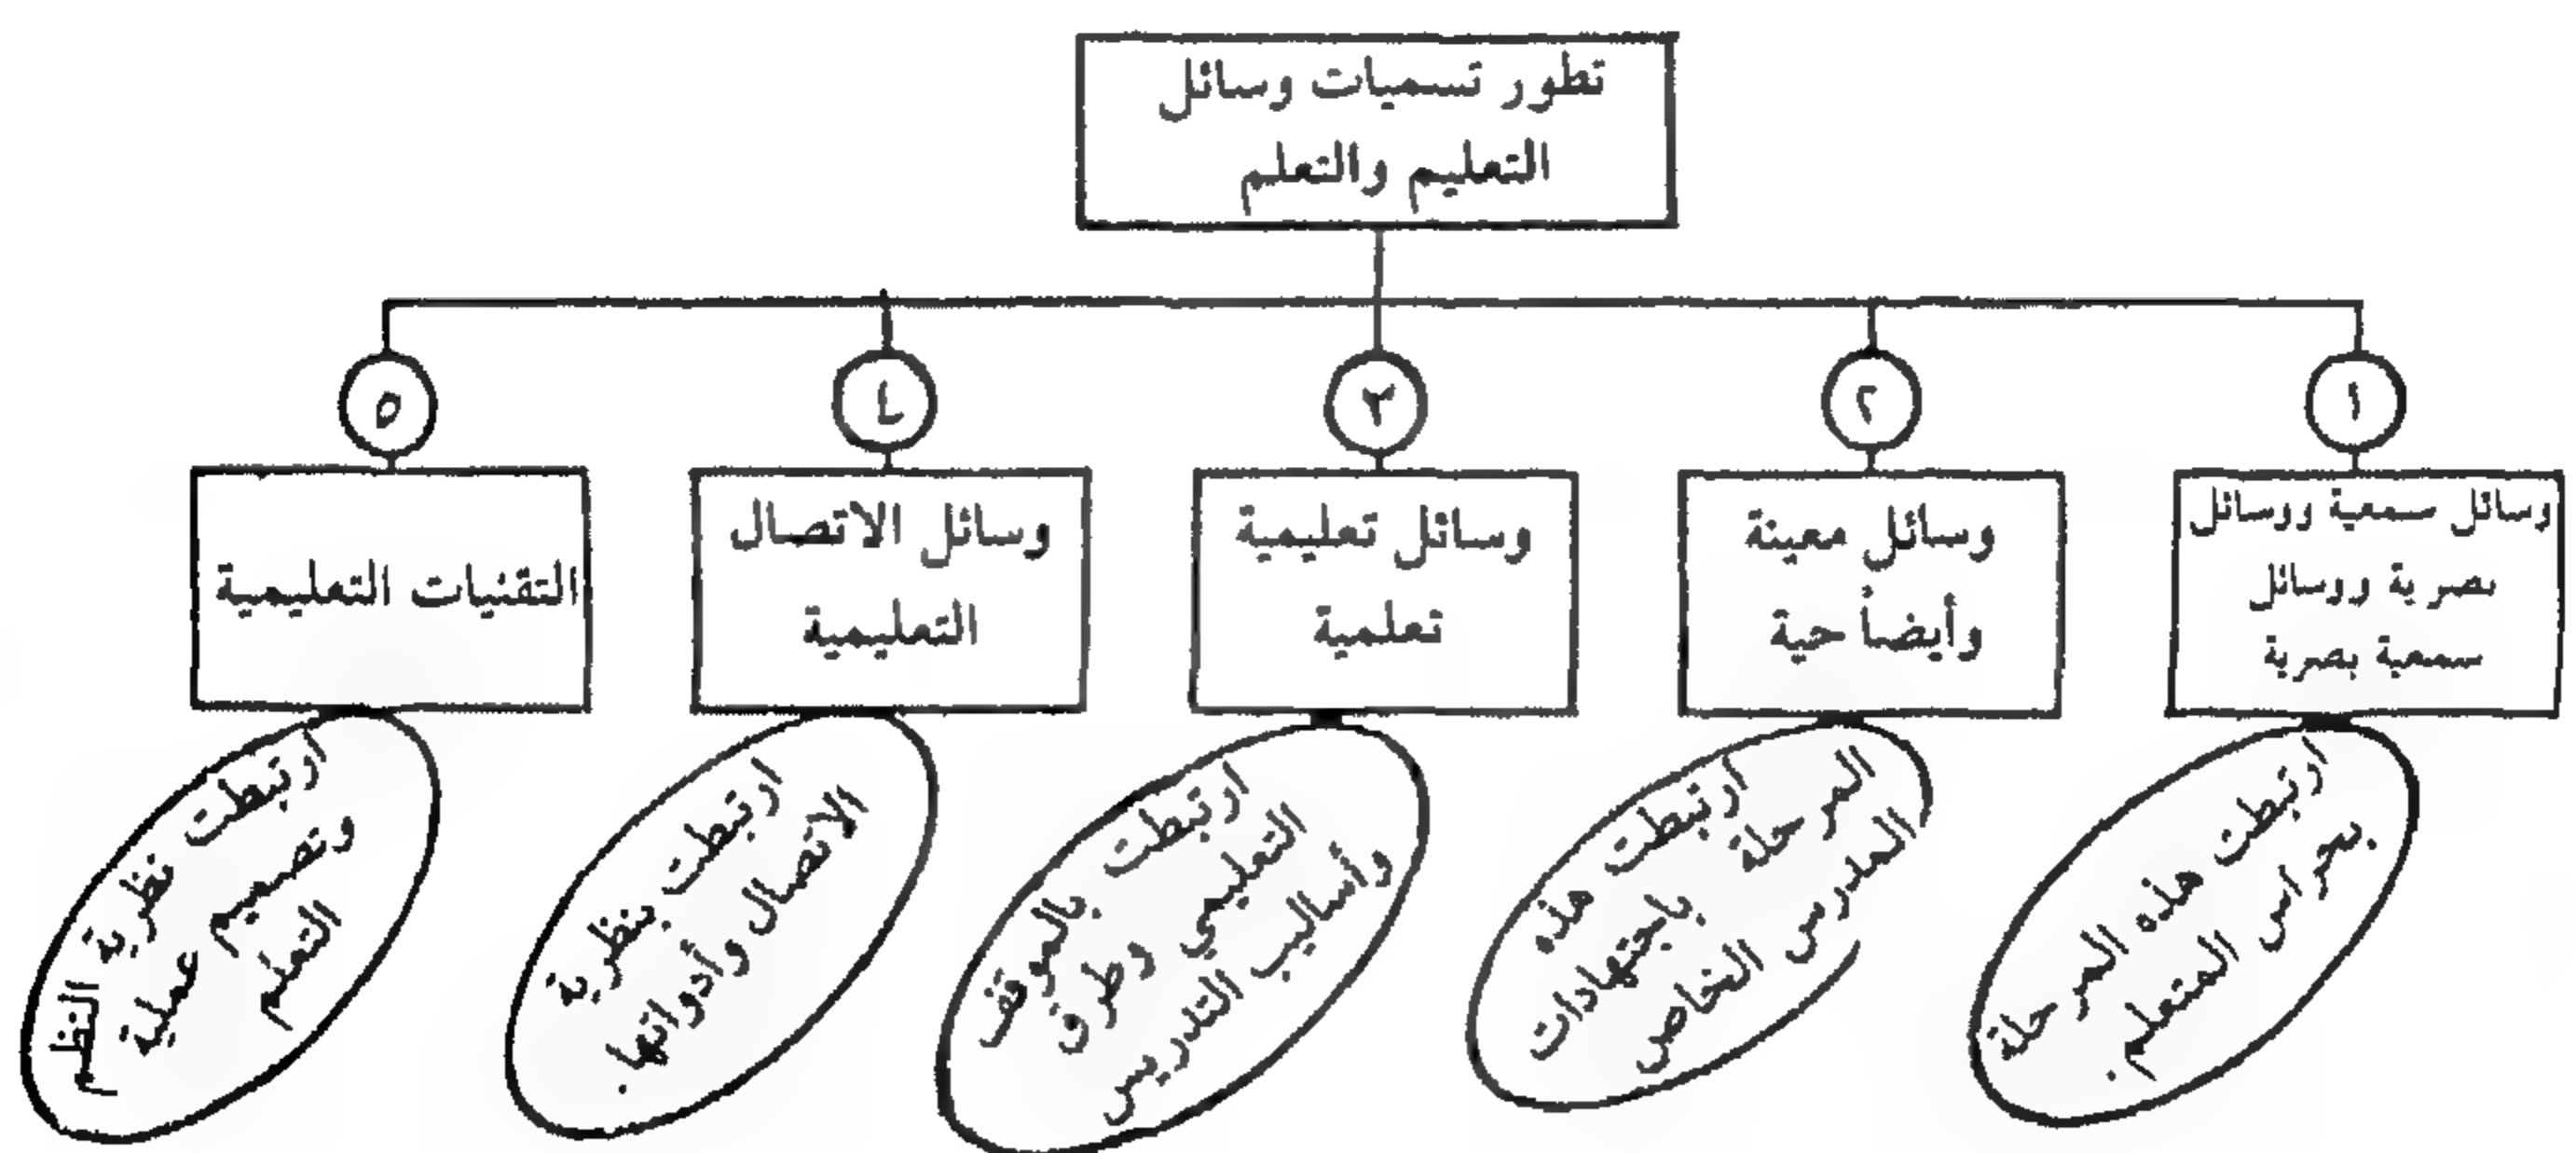 تطور تسميات وسائل
التعليم والتعلم
١
٢
٣
٤
٥
وسائل سمعية ووسائل
بصرية ووسائل
سمعية بصرية
وسائل معينة
وأيضاً حية
وسائل تعليمية
تعلمية
وسائل الاتصال
التعليمية
التقنيات التعليمية
ارتبطت هذه المرحلة
بحراس المتعلم.
ارتبطت هذه
المرحلة باجتهادات
المدرس الخاص
ارتبطت بالموقف
التعليمي وطرق
وأساليب التدريس
ارتبطت بنظرية
الاتصال وأدواتها.
ارتبطت نظرية النظم
وتصميم عملية
التعلم